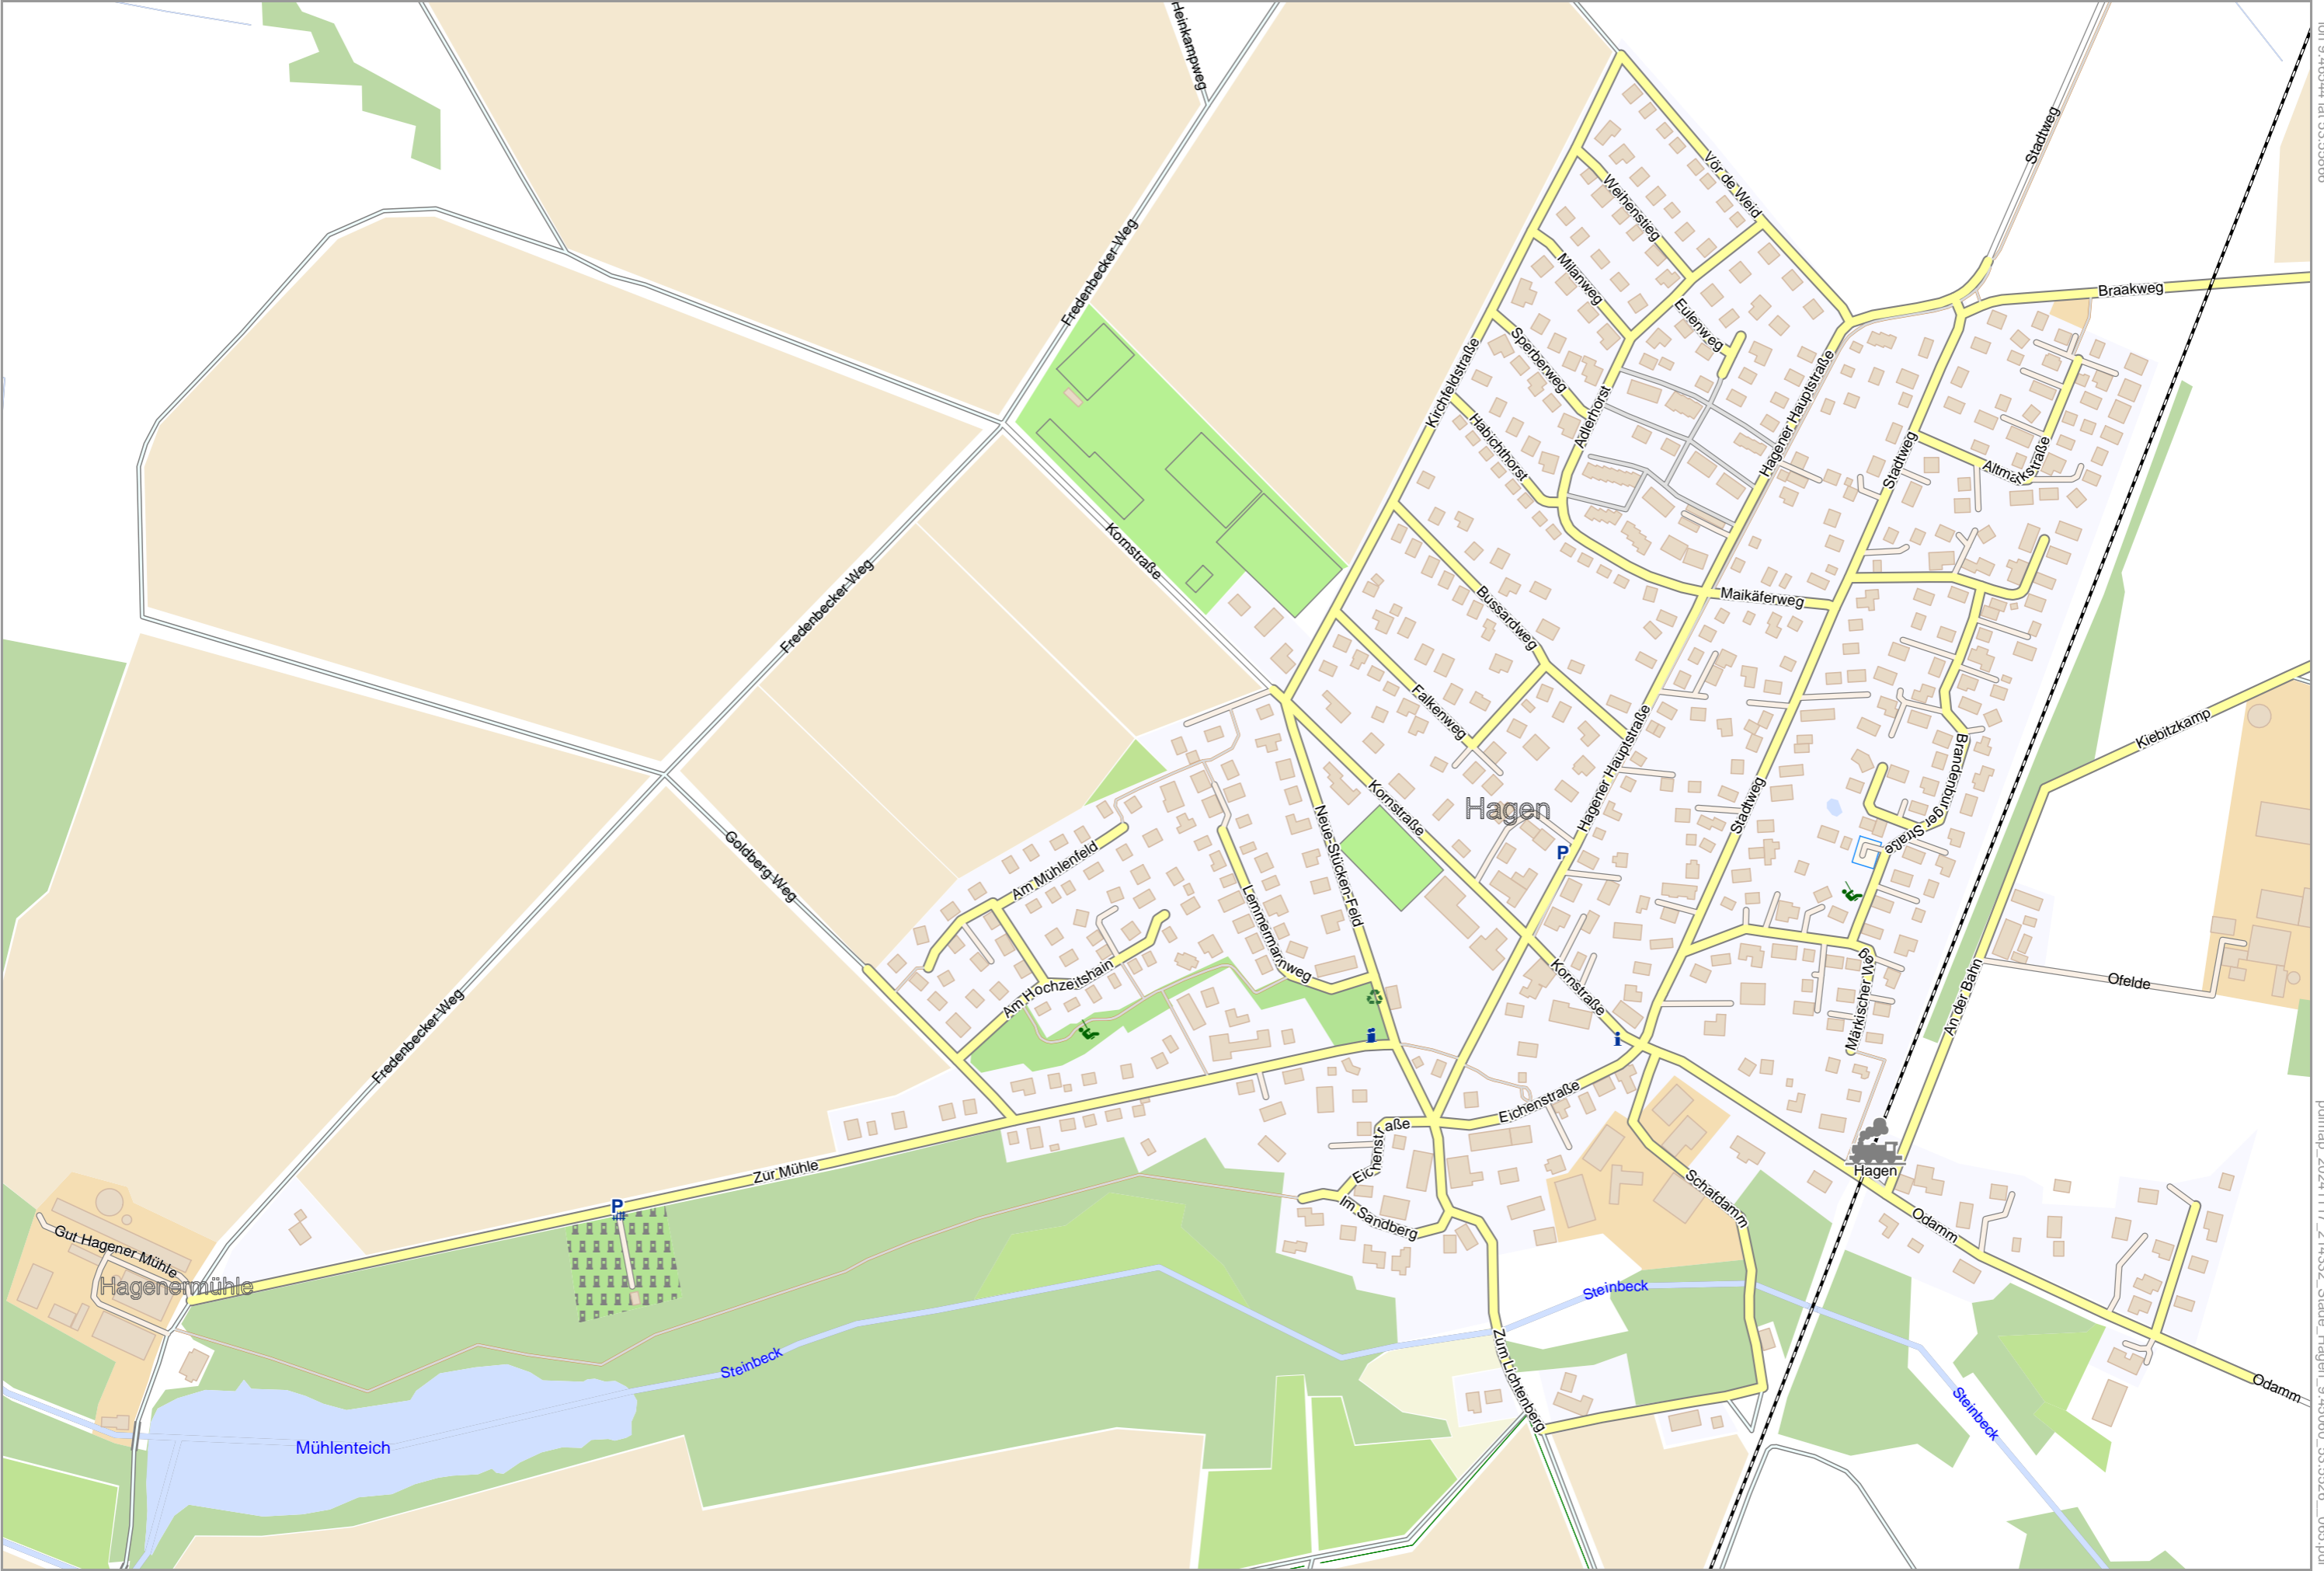 Heinkampweg
Stadtweg
Vör de Weid
Weihenstieg
Fredenbecker Weg
Milanweg
Braakweg
Eulenweg
Sperberweg
Kirchfeldstraße
Hagener Hauptstraße
Adlerhorst
Habichthorst
Stadtweg
Altmarkstraße
Kornstraße
Fredenbecker Weg
Maikäferweg
Bussardweg
Falkenweg
Hagener Hauptstraße
Kiebitzkamp
Brandenburger Straße
Kornstraße
Hagen
Stadtweg
P
Neue-Stücken-Feld
Goldberg Weg
Am Mühlenfeld
Lemmermannweg
Am Hochzeitshain
Kornstraße
Märkischer Weg
An der Bahn
Ofelde
Fredenbecker Weg
i
i
Eichenstraße
Eichenstraße
Zur Mühle
Hagen
P
Schafdamm
Im Sandberg
Odamm
Gut Hagener Mühle
Hagenermühle
Steinbeck
Steinbeck
Zum Lichtenberg
Steinbeck
Odamm
Mühlenteich